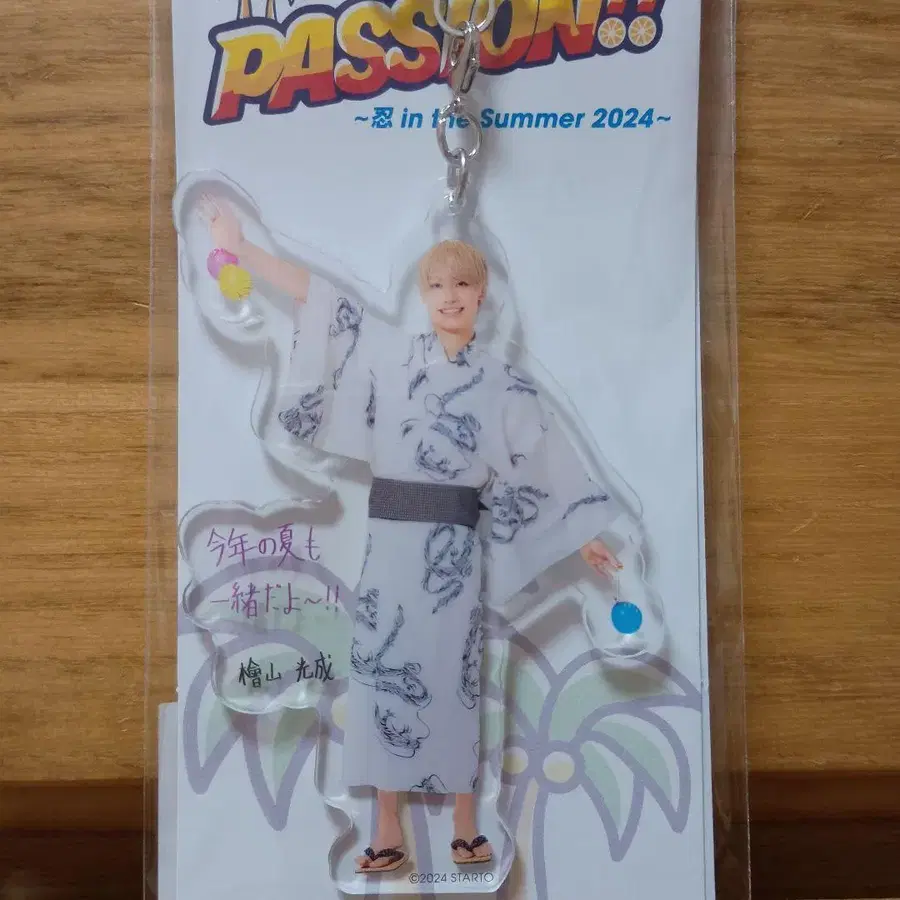 PASSION!!
~忍 in the Summer 2024~
今年の夏も
一緒だよ〜!!
檜山 光成
©2024 STARTO